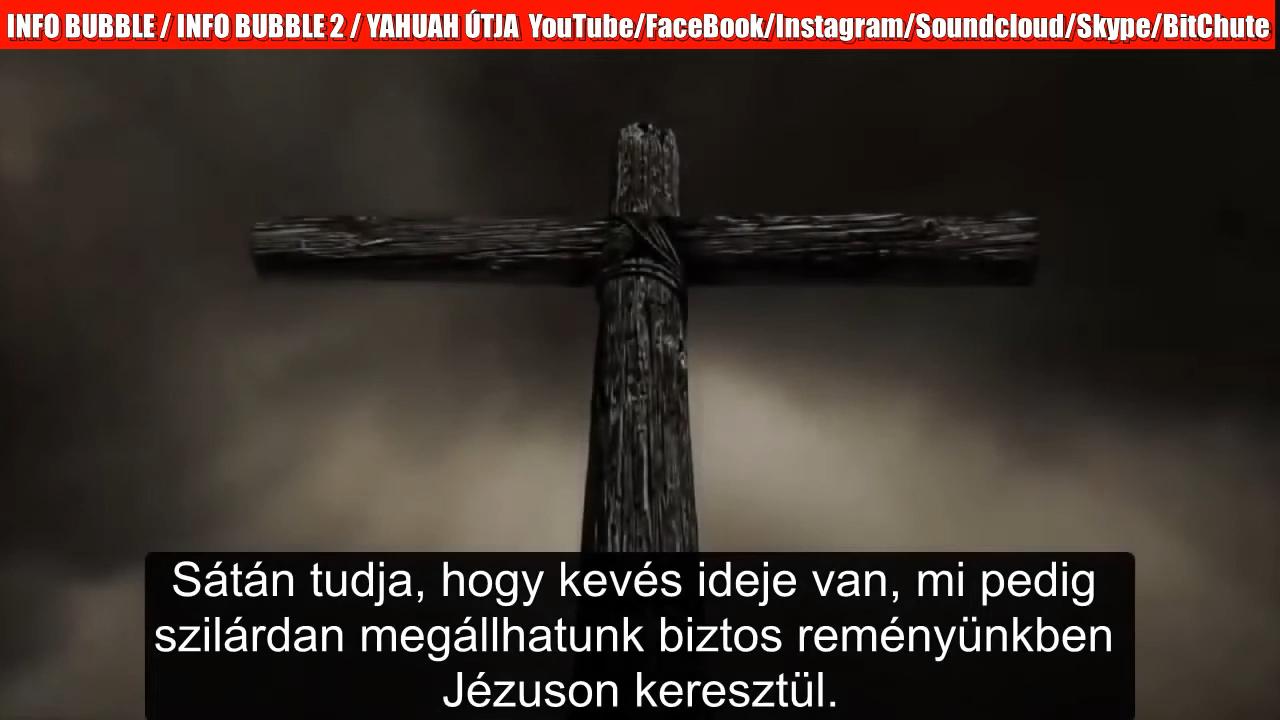 INFO BUBBLE / INFO BUBBLE 2 / YAHUAH ÚTJA YouTube/FaceBook/Instagram/Soundcloud/Skype/BitChute
Sátán tudja, hogy kevés ideje van, mi pedig
szilárdan megállhatunk biztos reményünkben
Jézuson keresztül.